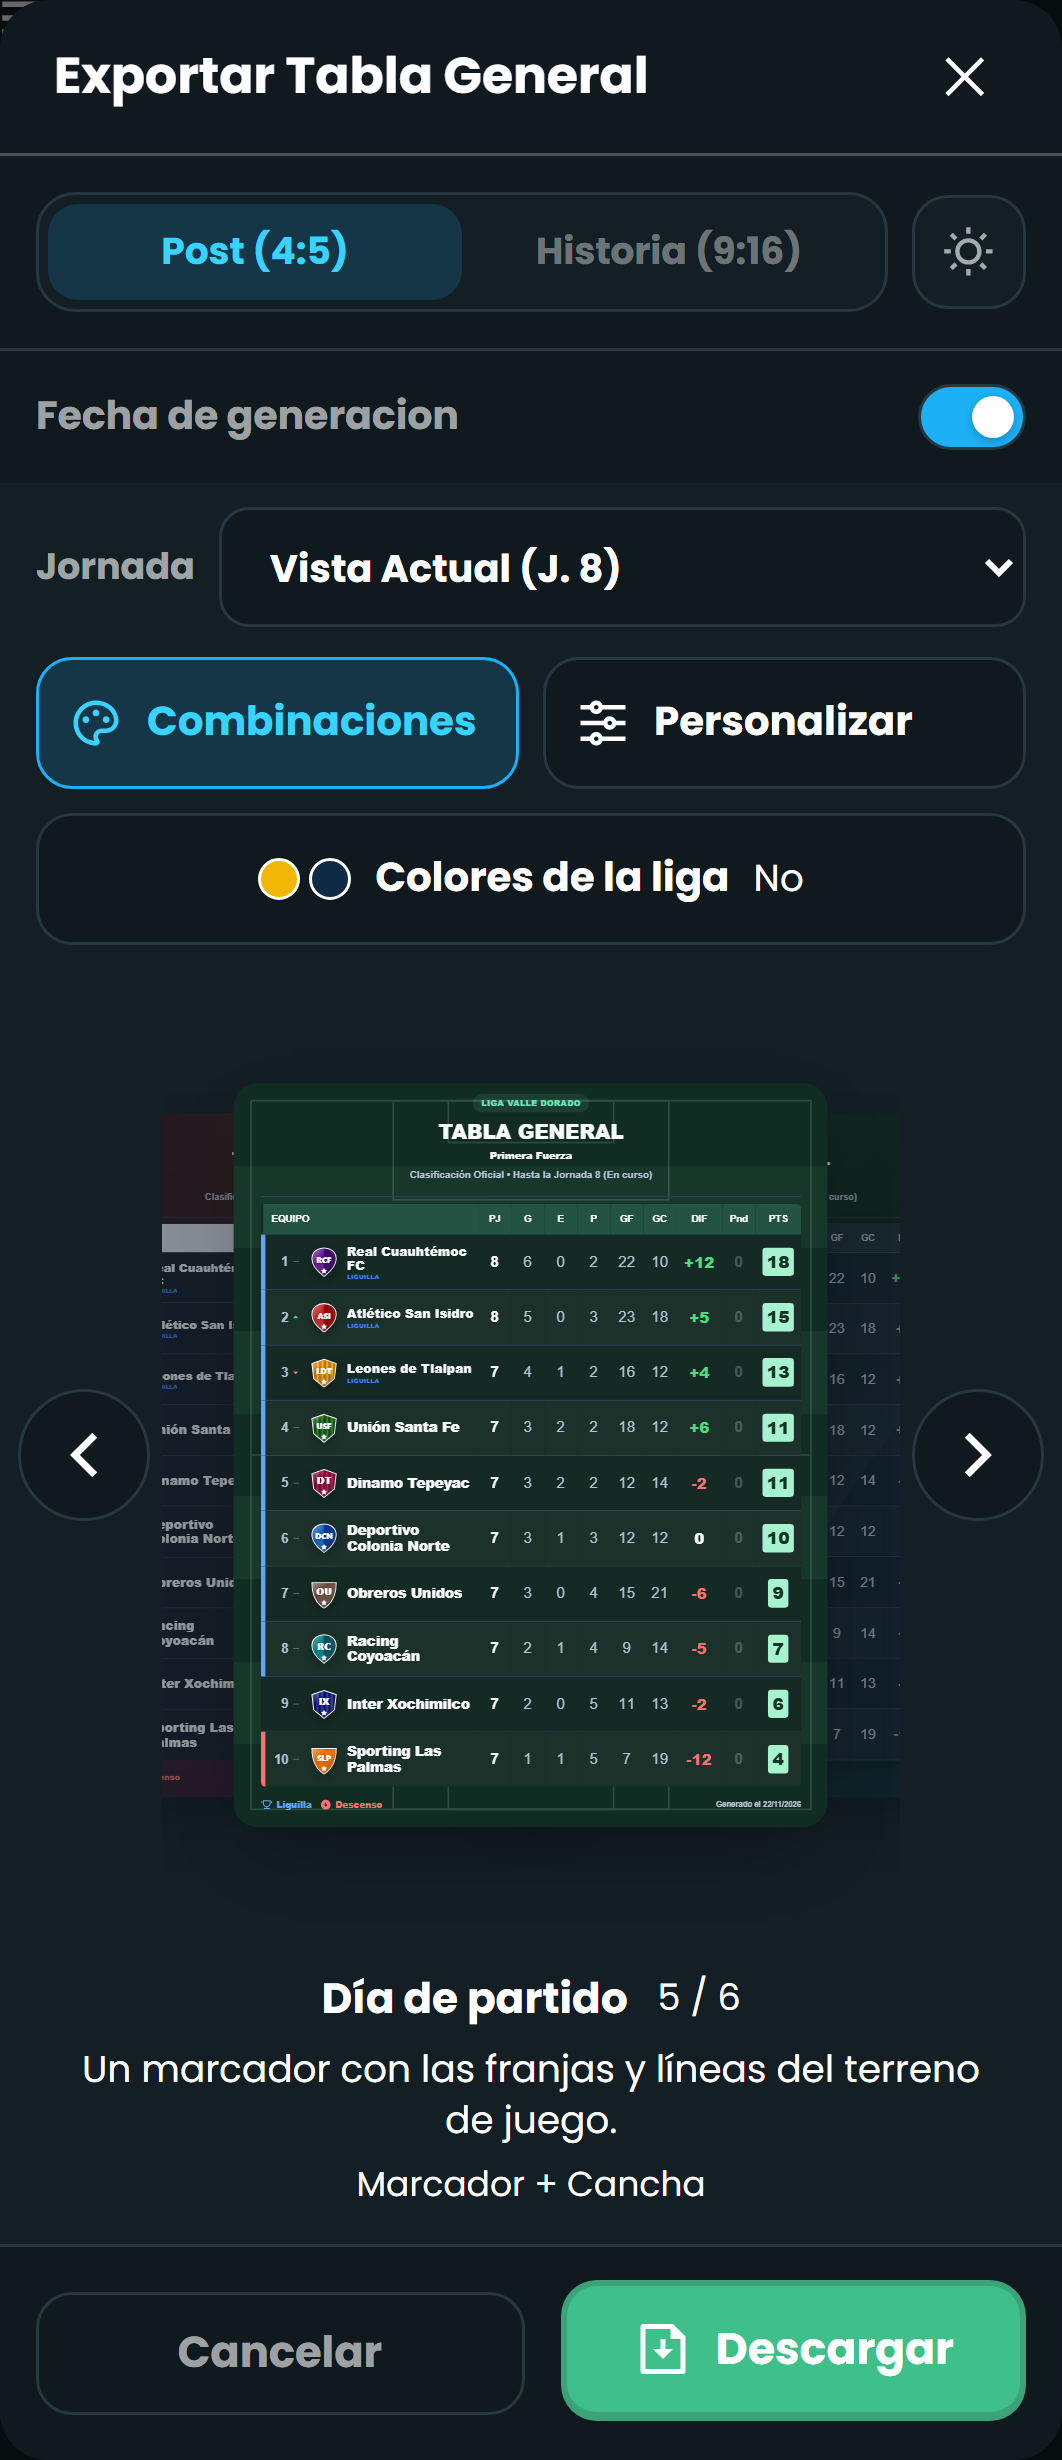 Exportar Tabla General
Post (4:5) Historia (9:16)
Fecha de generacion
Jornada Vista Actual (J. 8)
Combinaciones Personalizar
Colores de la liga No
LIGA VALLE DORADO
TABLA GENERAL
Primera Fuerza
Clasificación Oficial • Hasta la Jornada 8 (En curso)
EQUIPO PJ G E P GF GC DIF Pnd PTS
1 – RCF Real Cuauhtémoc FC LIGUILLA 8 6 0 2 22 10 +12 0 18
2 ASI Atlético San Isidro LIGUILLA 8 5 0 3 23 18 +5 0 15
3 LDT Leones de Tlalpan LIGUILLA 7 4 1 2 16 12 +4 0 13
4 – USF Unión Santa Fe 7 3 2 2 18 12 +6 0 11
5 – DT Dinamo Tepeyac 7 3 2 2 12 14 -2 0 11
6 – DCN Deportivo Colonia Norte 7 3 1 3 12 12 0 0 10
7 – OU Obreros Unidos 7 3 0 4 15 21 -6 0 9
8 – RC Racing Coyoacán 7 2 1 4 9 14 -5 0 7
9 – IX Inter Xochimilco 7 2 0 5 11 13 -2 0 6
10 – SLP Sporting Las Palmas 7 1 1 5 7 19 -12 0 4
Liguilla Descenso Generado el 22/11/2026
Día de partido 5 / 6
Un marcador con las franjas y líneas del terreno
de juego.
Marcador + Cancha
Cancelar Descargar